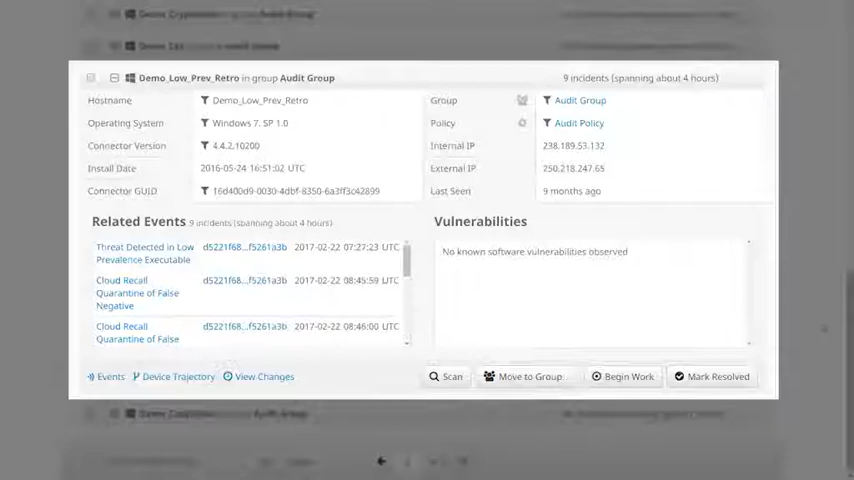 Demo_Low_Prev_Retro in group Audit Group 9 incidents (spanning about 4 hours)
Hostname Demo_Low_Prev_Retro Group Audit Group
Operating System Windows 7, SP 1.0 Policy Audit Policy
Connector Version 4.4.2.10200 Internal IP 238.189.53.132
Install Date 2016-05-24 16:51:02 UTC External IP 250.218.247.65
Connector GUID 16d400d9-0030-4dbf-8350-6a3ff3c42899 Last Seen 9 months ago
Related Events 9 incidents (spanning about 4 hours) Vulnerabilities
Threat Detected in Low Prevalence Executable d5221f68...f5261a3b 2017-02-22 07:27:23 UTC No known software vulnerabilities observed
Cloud Recall Quarantine of False Negative d5221f68...f5261a3b 2017-02-22 08:45:59 UTC
Cloud Recall Quarantine of False d5221f68...f5261a3b 2017-02-22 08:46:00 UTC
Events Device Trajectory View Changes Scan Move to Group Begin Work Mark Resolved